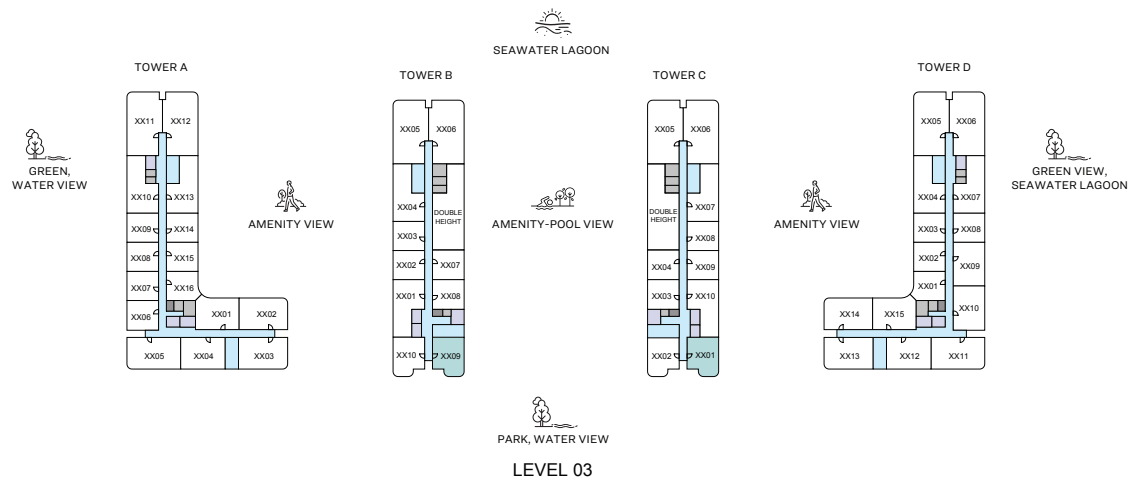 SEAWATER LAGOON
TOWER A
TOWER B
TOWER C
TOWER D
GREEN,
WATER VIEW
AMENITY VIEW
AMENITY-POOL VIEW
AMENITY VIEW
GREEN VIEW,
SEAWATER LAGOON
XX11 XX12
XX10 XX13
XX09 XX14
XX08 XX15
XX07 XX16
XX06 XX01 XX02
XX05 XX04 XX03
XX05 XX06
XX04 DOUBLE
HEIGHT
XX03
XX02 XX07
XX01 XX08
XX10 XX09
XX05 XX06
XX07
DOUBLE
HEIGHT
XX08
XX04 XX09
XX03 XX10
XX02 XX01
XX05 XX06
XX04 XX07
XX03 XX08
XX02 XX09
XX01
XX14 XX15 XX10
XX13 XX12 XX11
PARK, WATER VIEW
LEVEL 03